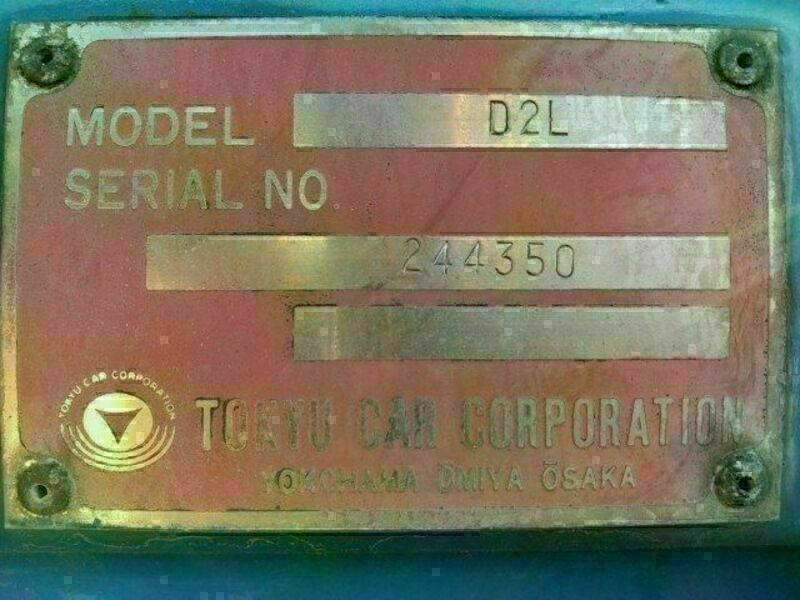 MODEL D2L
SERIAL NO.
244350
TOKYU CAR CORPORATION
TOKYU CAR CORPORATION
YOKOHAMA ŌMIYA ŌSAKA